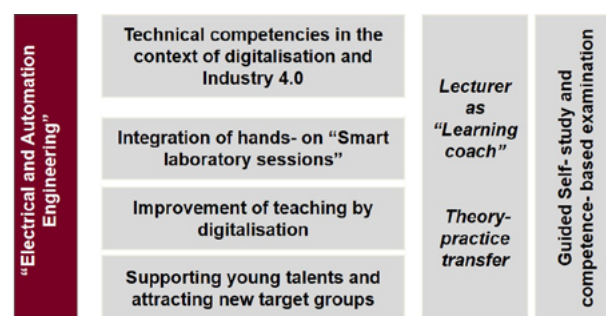 “Electrical and Automation
Engineering”
Technical competencies in the
context of digitalisation and
Industry 4.0
Integration of hands- on “Smart
laboratory sessions”
Improvement of teaching by
digitalisation
Supporting young talents and
attracting new target groups
Lecturer
as
“Learning
coach”
Theory-
practice
transfer
Guided Self- study and
competence- based examination